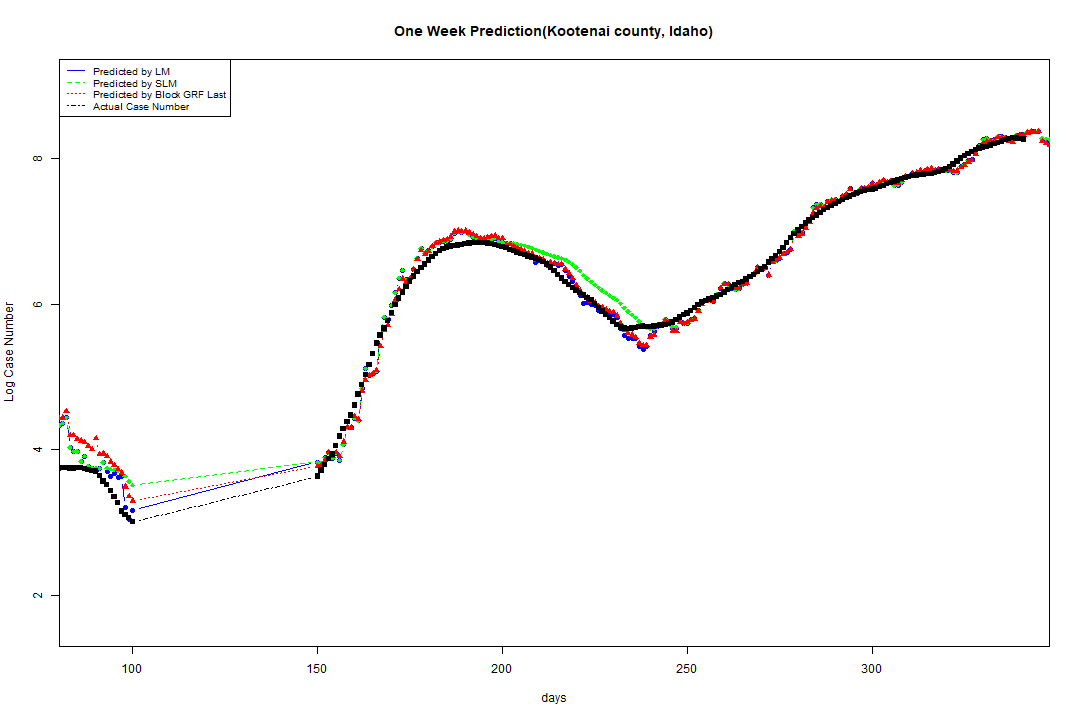 One Week Prediction(Kootenai county, Idaho)
Predicted by LM
Predicted by SLM
Predicted by Block GRF Last
Actual Case Number
8
6
4
2
Log Case Number
100 150 200 250 300
days